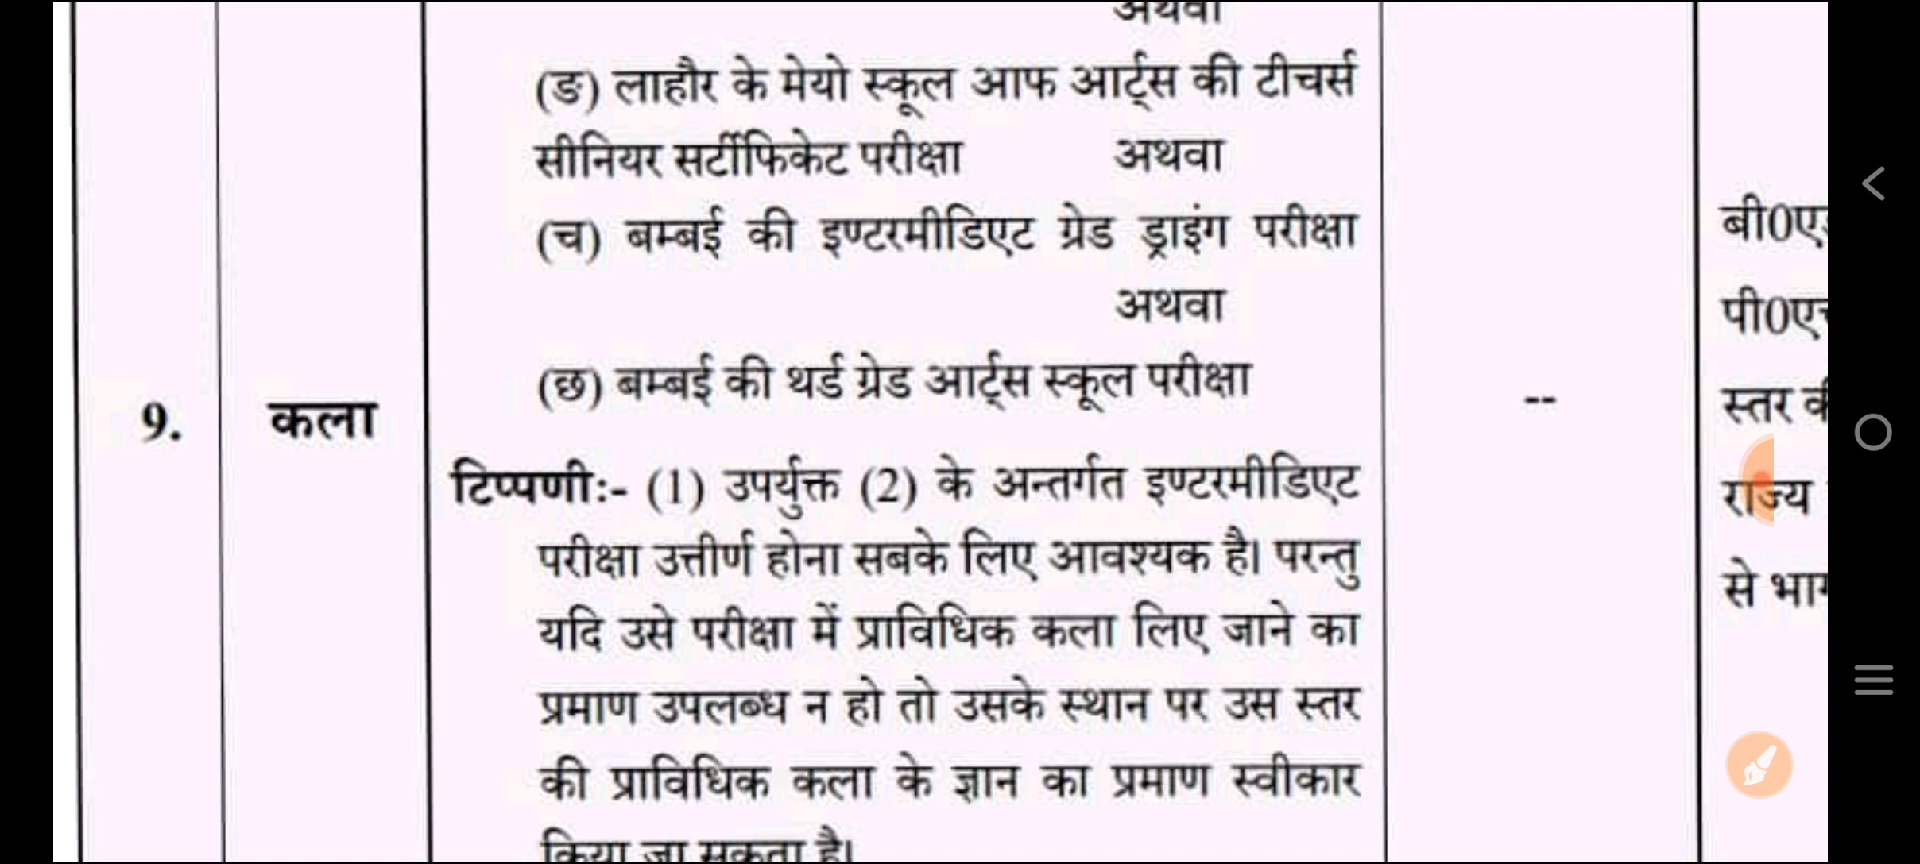 अथवा
(ङ) लाहौर के मेयो स्कूल आफ आर्ट्स की टीचर्स
सीनियर सर्टीफिकेट परीक्षा अथवा
(च) बम्बई की इण्टरमीडिएट ग्रेड ड्राइंग परीक्षा
अथवा
(छ) बम्बई की थर्ड ग्रेड आर्ट्स स्कूल परीक्षा
9. कला --
टिप्पणीः- (1) उपर्युक्त (2) के अन्तर्गत इण्टरमीडिएट
परीक्षा उत्तीर्ण होना सबके लिए आवश्यक है। परन्तु
यदि उसे परीक्षा में प्राविधिक कला लिए जाने का
प्रमाण उपलब्ध न हो तो उसके स्थान पर उस स्तर
की प्राविधिक कला के ज्ञान का प्रमाण स्वीकार
किया जा सकता है।
बी0ए
पी0ए
स्तर की
राज्य
से